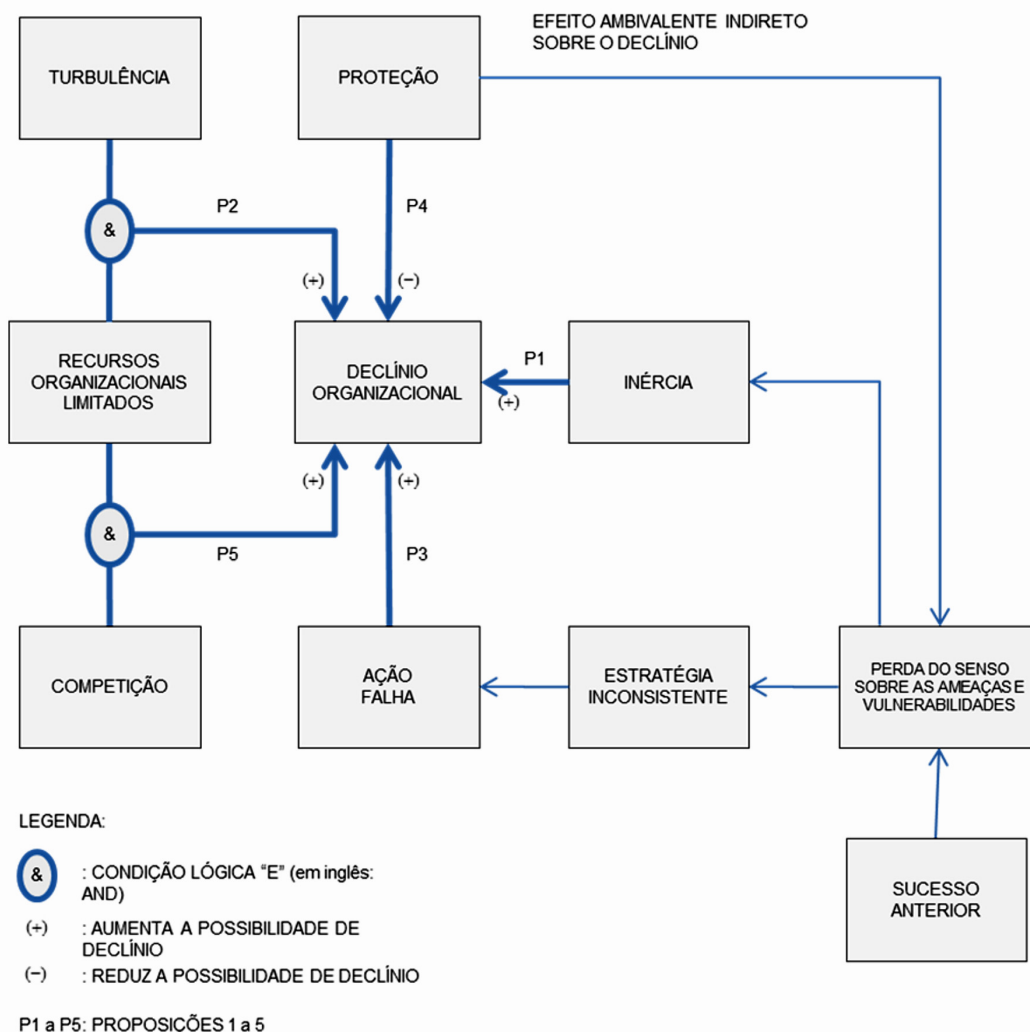 EFEITO AMBIVALENTE INDIRETO
SOBRE O DECLÍNIO
TURBULÊNCIA
PROTEÇÃO
&
P2
P4
(+)
(−)
RECURSOS
ORGANIZACIONAIS
LIMITADOS
DECLÍNIO
ORGANIZACIONAL
P1
(+)
INÉRCIA
&
(+)
(+)
P5
P3
COMPETIÇÃO
AÇÃO
FALHA
ESTRATÉGIA
INCONSISTENTE
PERDA DO SENSO
SOBRE AS AMEAÇAS E
VULNERABILIDADES
SUCESSO
ANTERIOR
LEGENDA:
& : CONDIÇÃO LÓGICA "E" (em inglês:
AND)
(+) : AUMENTA A POSSIBILIDADE DE
DECLÍNIO
(−) : REDUZ A POSSIBILIDADE DE DECLÍNIO
P1 a P5: PROPOSIÇÕES 1 a 5